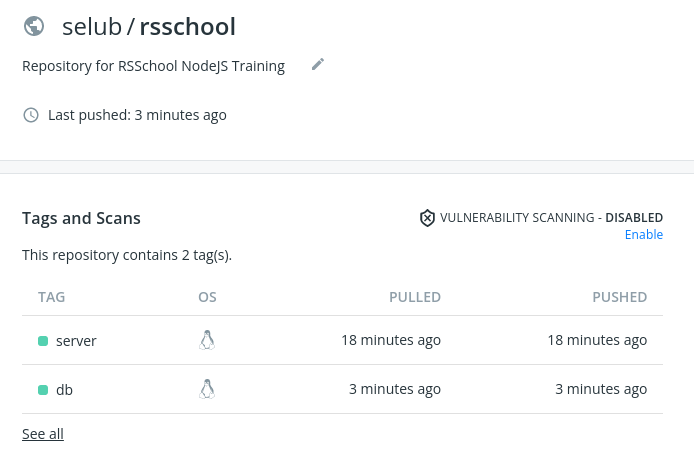 selub / rsschool
Repository for RSSchool NodeJS Training
Last pushed: 3 minutes ago
Tags and Scans
VULNERABILITY SCANNING - DISABLED
Enable
This repository contains 2 tag(s).
TAG OS PULLED PUSHED
server 18 minutes ago 18 minutes ago
db 3 minutes ago 3 minutes ago
See all